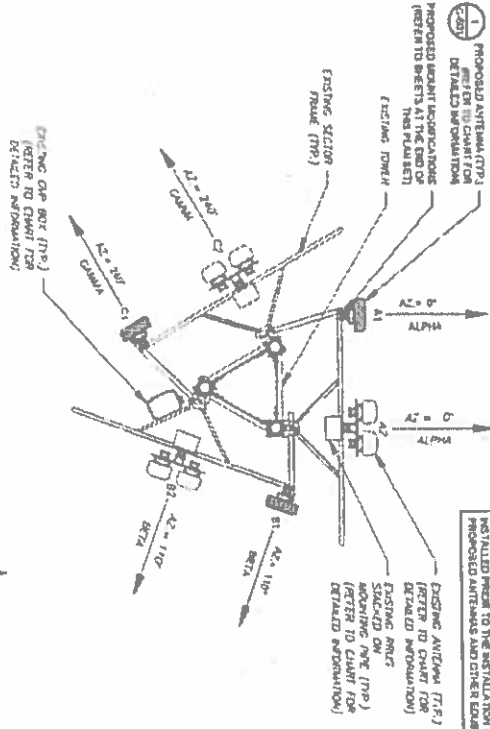 1
PROPOSED ANTENNA (TYP.)
(REFER TO CHART FOR
DETAILED INFORMATION)
PROPOSED MOUNT MODIFICATIONS
(REFER TO SHEETS AT THE END OF
THIS PLAN SET)
EXISTING TOWER
EXISTING SECTOR
FRAME (TYP.)
AZ = 240°
GAMMA
C2
AZ = 240°
GAMMA
C1
BOX (TYP.)
(REFER TO CHART FOR
DETAILED INFORMATION)
AZ = 0°
ALPHA
A1
AZ = 0°
ALPHA
A2
INSTALLED PRIOR TO THE INSTALLATION
PROPOSED ANTENNAS AND OTHER
EXISTING ANTENNA (TYP.)
(REFER TO CHART FOR
DETAILED INFORMATION)
EXISTING
STACKED ON
MOUNTING PIPE (TYP.)
(REFER TO CHART FOR
DETAILED INFORMATION)
B1
AZ = 110°
BETA
B2
AZ = 110°
BETA